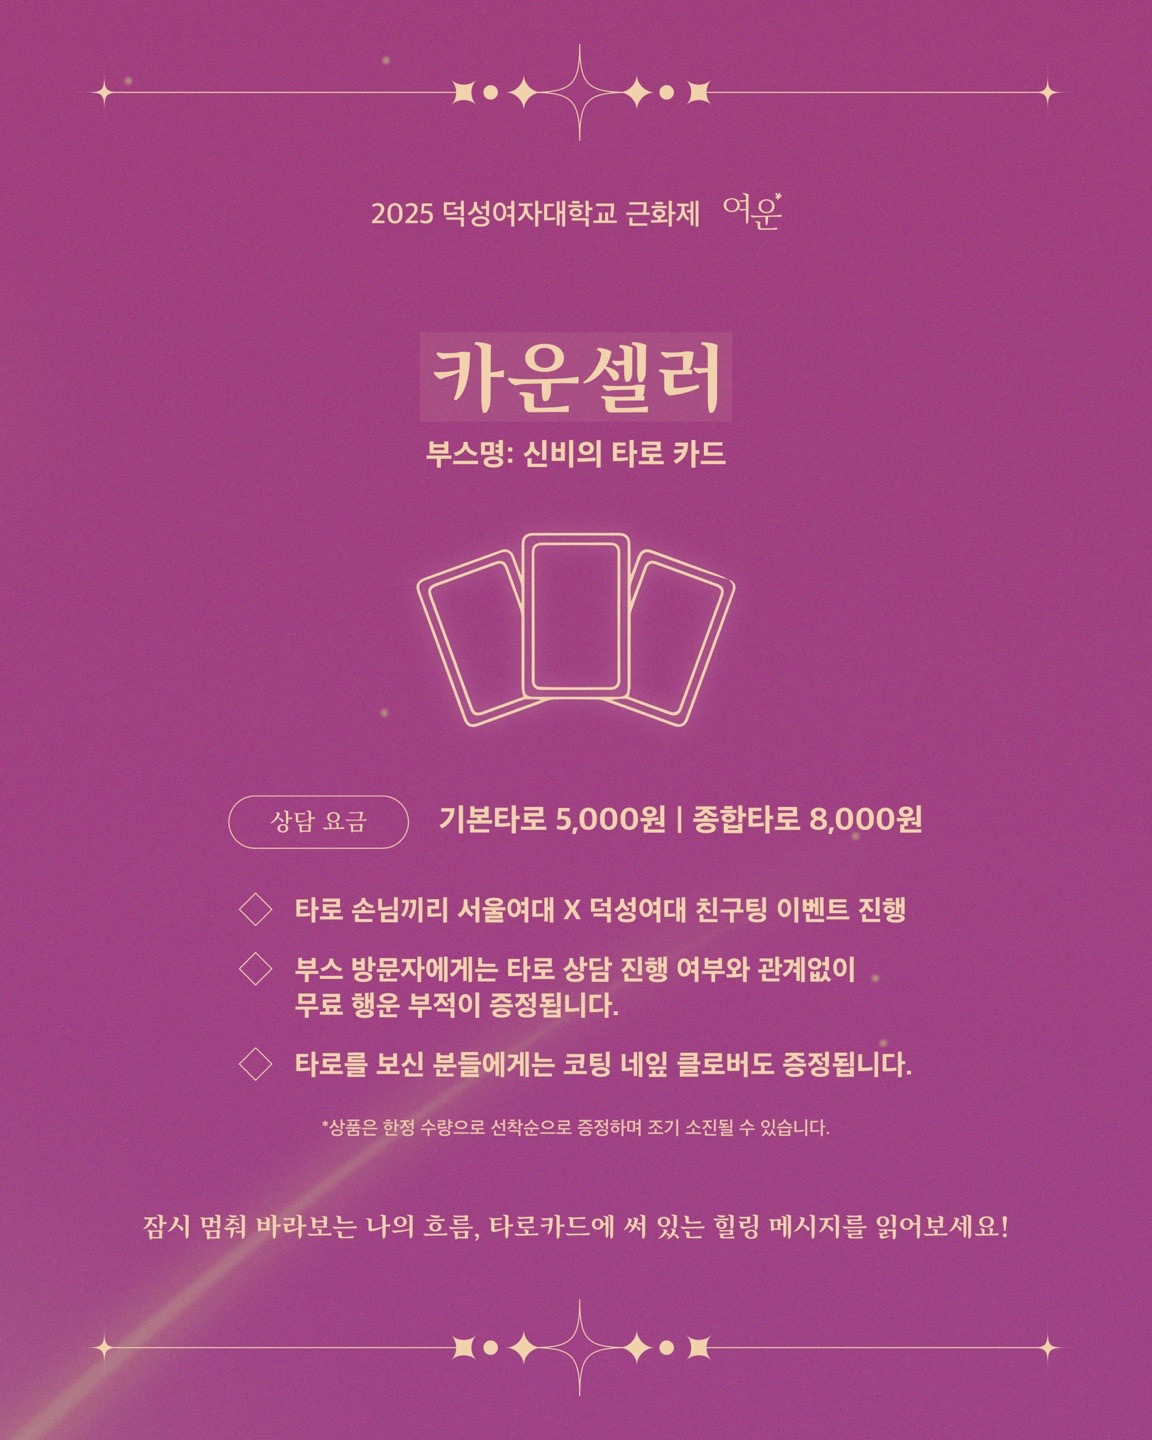 2025 덕성여자대학교 근화제 여운
카운셀러
부스명: 신비의 타로 카드
상담 요금 기본타로 5,000원 | 종합타로 8,000원
타로 손님끼리 서울여대 X 덕성여대 친구팅 이벤트 진행
부스 방문자에게는 타로 상담 진행 여부와 관계없이
무료 행운 부적이 증정됩니다.
타로를 보신 분들에게는 코팅 네잎 클로버도 증정됩니다.
*상품은 한정 수량으로 선착순으로 증정하며 조기 소진될 수 있습니다.
잠시 멈춰 바라보는 나의 흐름, 타로카드에 써 있는 힐링 메시지를 읽어보세요!